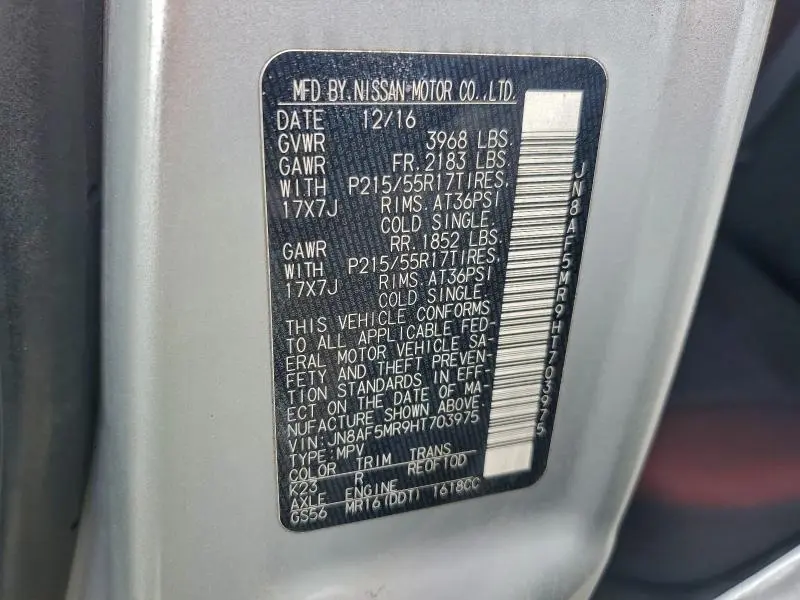 MFD BY.NISSAN MOTOR CO.,LTD.
DATE 12/16
GVWR 3968 LBS.
GAWR FR. 2183 LBS.
WITH P215/55R17TIRES,
17X7J RIMS. AT36PSI
COLD SINGLE.
GAWR RR. 1852 LBS.
WITH P215/55R17TIRES,
17X7J RIMS. AT36PSI
COLD SINGLE.
THIS VEHICLE CONFORMS
TO ALL APPLICABLE FED-
ERAL MOTOR VEHICLE SA-
FETY AND THEFT PREVEN-
TION STANDARDS IN EFF-
ECT ON THE DATE OF MA-
NUFACTURE SHOWN ABOVE.
VIN:JN8AF5MR9HT703975
TYPE:MPV
COLOR TRIM TRANS
K23 R RE0F10D
AXLE ENGINE
GS56 MR16(DDT) 16T8CC
JN8AF5MR9HT703975